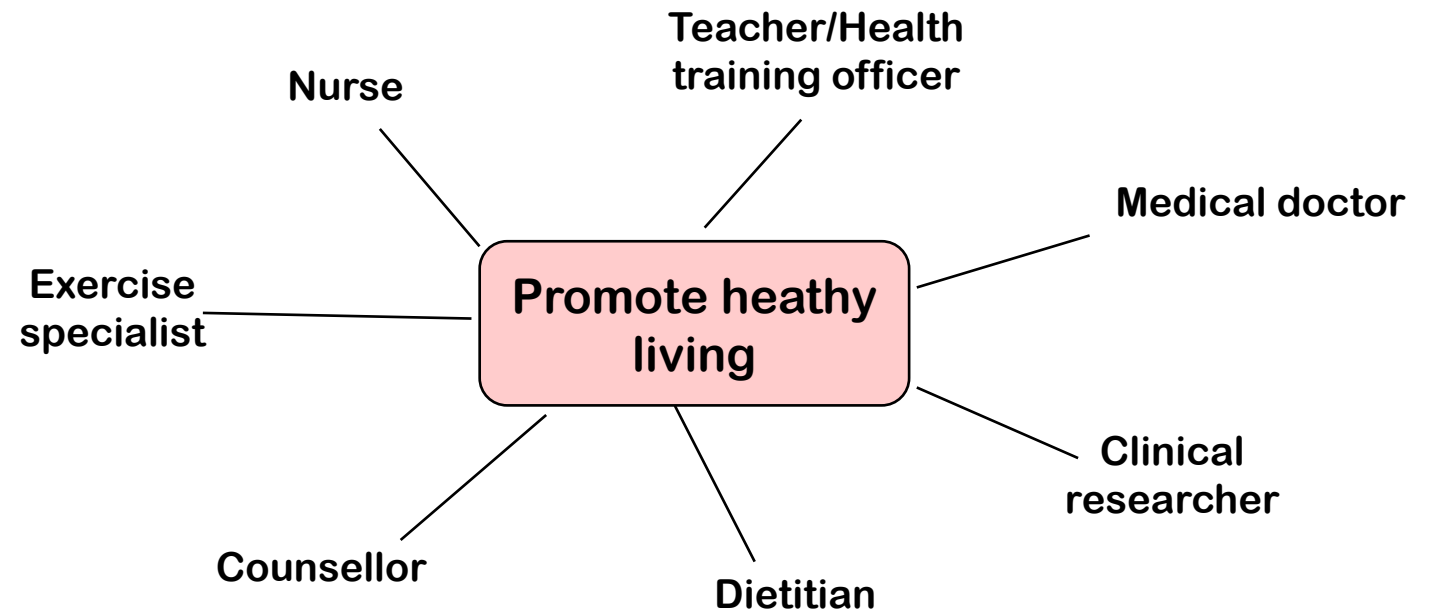 Teacher/Health
training officer
Nurse
Medical doctor
Exercise
specialist
Promote heathy
living
Clinical
researcher
Counsellor
Dietitian